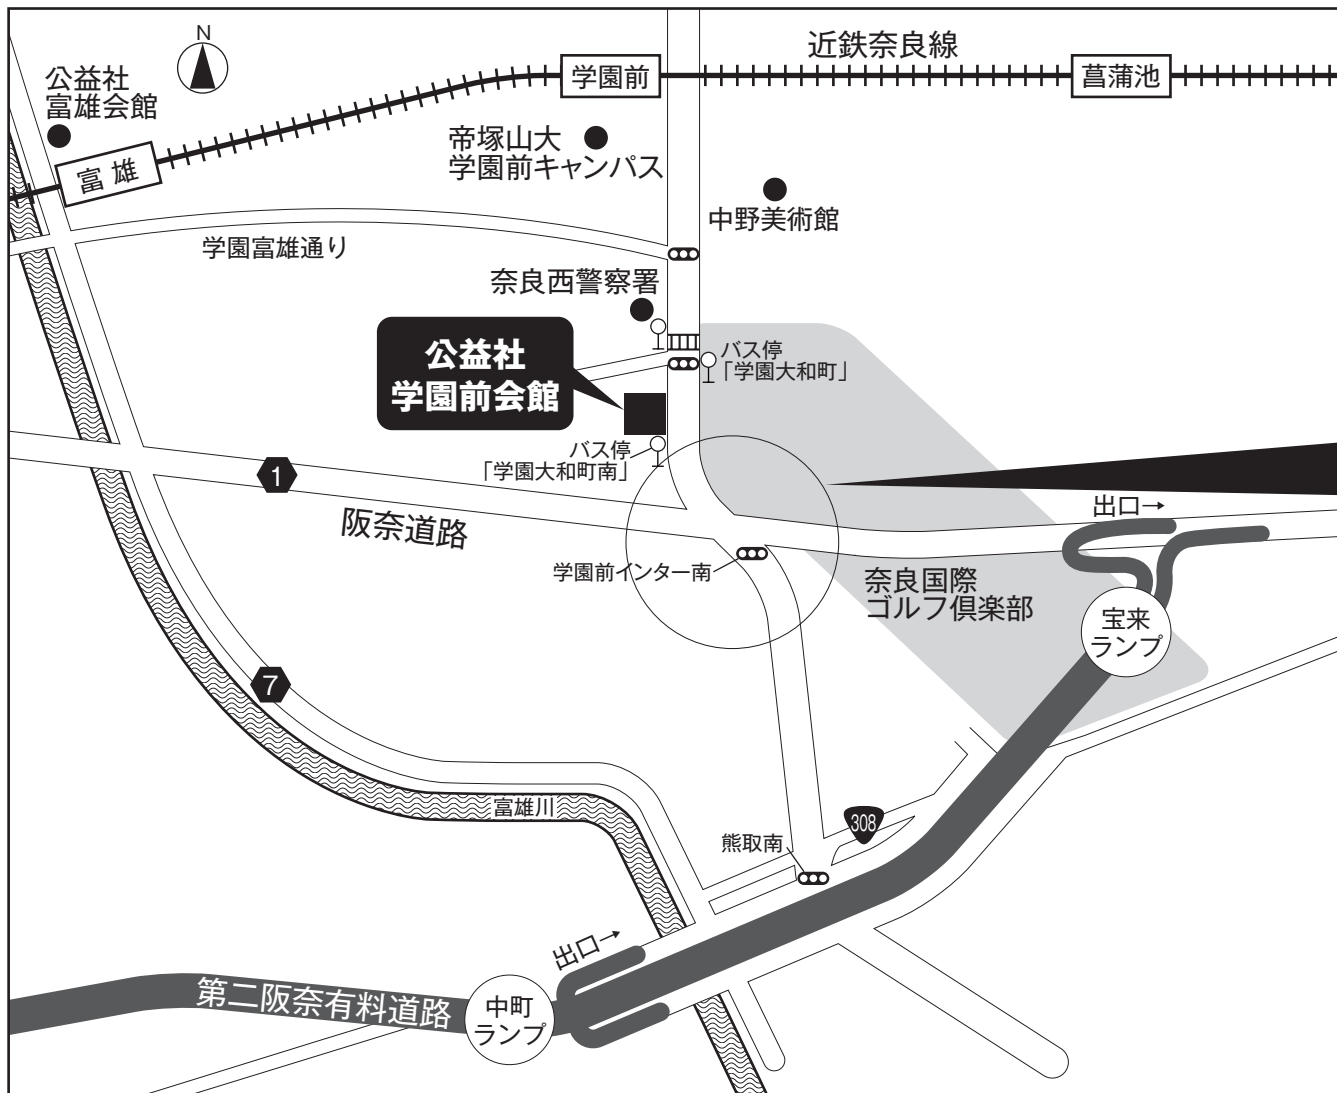 N
近鉄奈良線
学園前
菖蒲池
公益社
富雄会館
富雄
帝塚山大
学園前キャンパス
中野美術館
学園富雄通り
奈良西警察署
公益社
学園前会館
バス停
「学園大和町」
バス停
「学園大和町南」
1
阪奈道路
出口→
学園前インター南
奈良国際
ゴルフ倶楽部
宝来
ランプ
7
富雄川
308
熊取南
出口→
第二阪奈有料道路
中町
ランプ